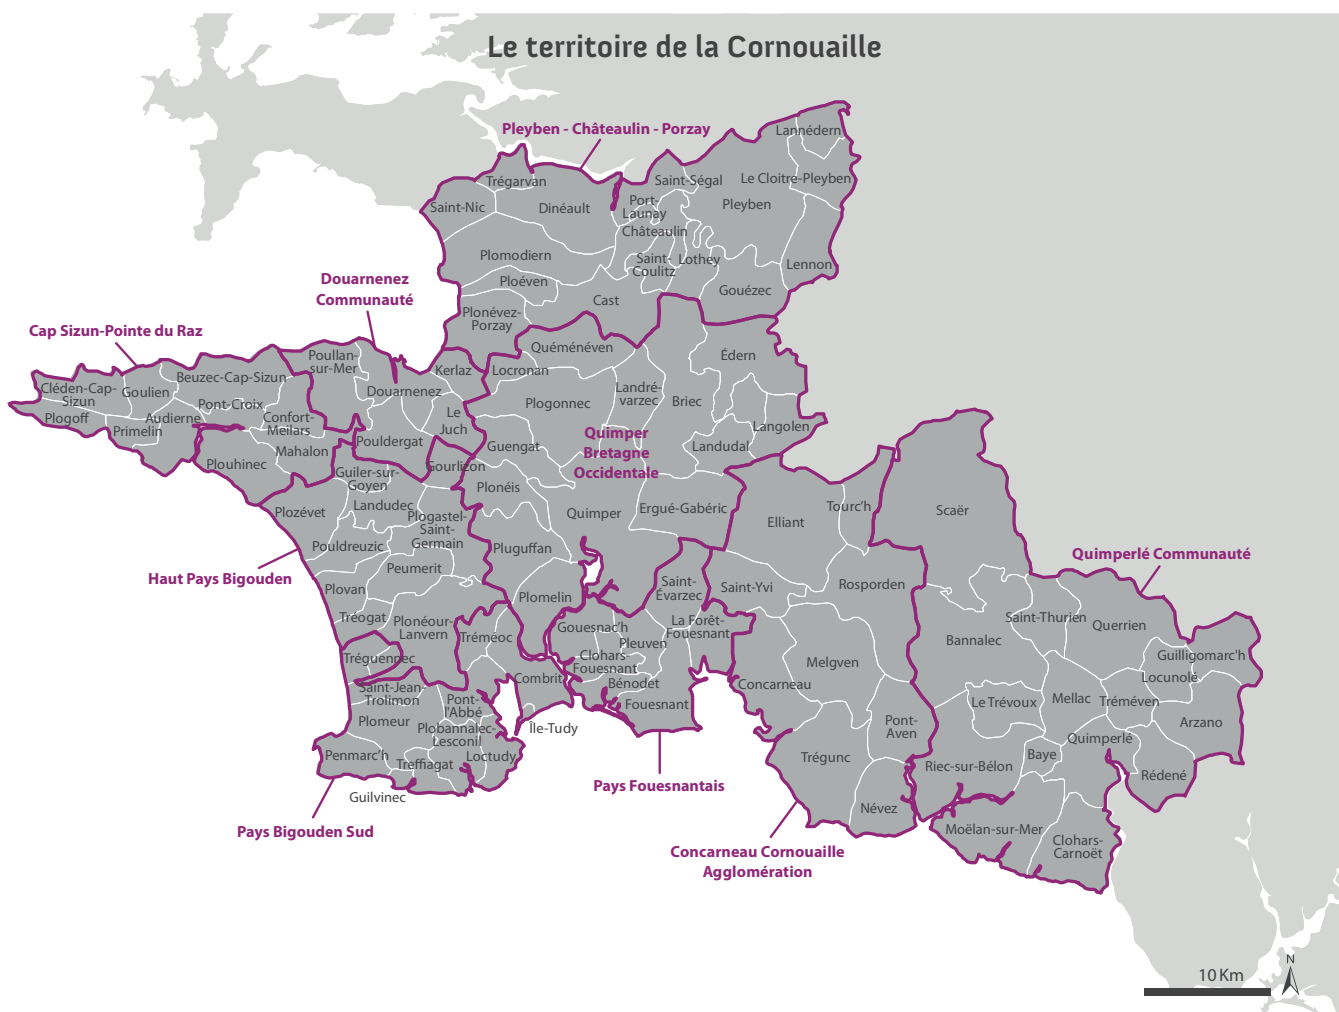 Le territoire de la Cornouaille
Pleyben - Châteaulin - Porzay
Lannédern
Trégarvan
Saint-Ségal
Le Cloitre-Pleyben
Saint-Nic
Dinéault
Port-
Launay
Pleyben
Châteaulin
Plomodiern
Saint-
Coulitz
Lothey
Lennon
Ploéven
Gouézec
Cast
Plonévez-
Porzay
Douarnenez
Communauté
Cap Sizun-Pointe du Raz
Quéménéven
Édern
Poullan-
sur-Mer
Kerlaz
Locronan
Beuzec-Cap-Sizun
Cléden-Cap-
Sizun
Goulien
Douarnenez
Landré-
varzec
Briec
Plogonnec
Pont-Croix
Plogoff
Audierne
Confort-
Meilars
Le
Juch
Primelin
Langolen
Quimper
Bretagne
Occidentale
Pouldergat
Guengat
Landudal
Mahalon
Plouhinec
Gourlizon
Guiler-sur-
Goyen
Plonéis
Landudec
Plozévet
Plogastel-
Saint-
Germain
Quimper
Ergué-Gabéric
Elliant
Tourc'h
Scaër
Pouldreuzic
Pluguffan
Quimperlé Communauté
Peumerit
Haut Pays Bigouden
Plovan
Plomelin
Saint-
Évarzec
Saint-Yvi
Rosporden
Tréogat
Plonéour-
Lanvern
Tréméoc
Gouesnac'h
La Forêt-
Fouesnant
Pleuven
Saint-Thurien
Querrien
Bannalec
Tréguennec
Clohars-
Fouesnant
Melgven
Guilligomarc'h
Locunolé
Combrit
Bénodet
Concarneau
Saint-Jean-
Trolimon
Pont-
l'Abbé
Fouesnant
Le Trévoux
Mellac
Tréméven
Plomeur
Plobannalec-
Lesconil
Île-Tudy
Pont-
Aven
Arzano
Quimperlé
Penmarc'h
Treffiagat
Loctudy
Trégunc
Riec-sur-Bélon
Baye
Rédené
Guilvinec
Pays Fouesnantais
Névez
Pays Bigouden Sud
Moëlan-sur-Mer
Clohars-
Carnoët
Concarneau Cornouaille
Agglomération
N
10 Km